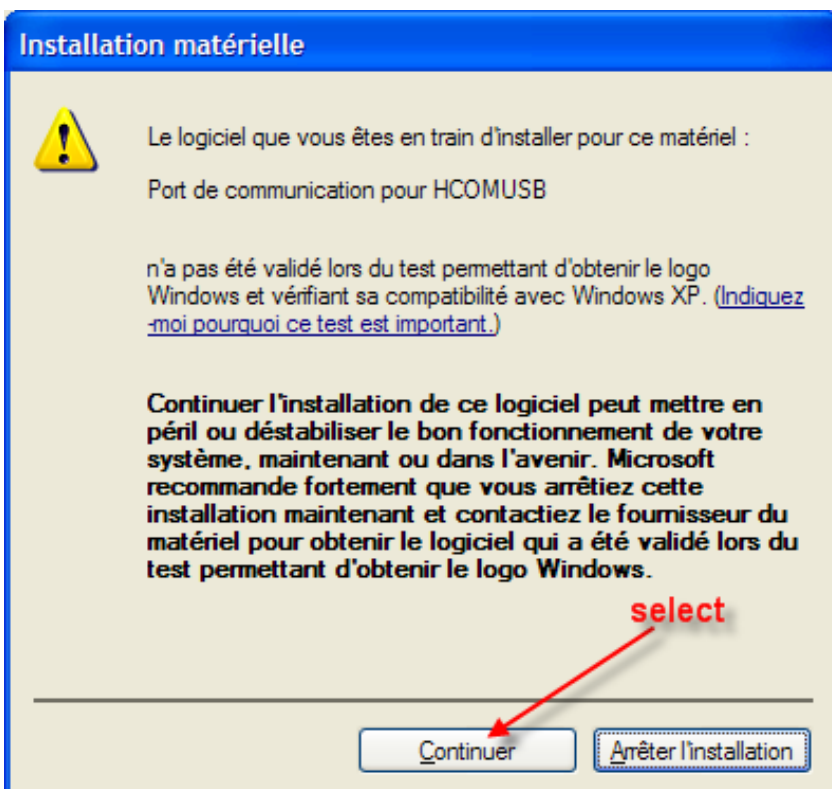 Installation matérielle
Le logiciel que vous êtes en train d'installer pour ce matériel :
Port de communication pour HCOMUSB
n'a pas été validé lors du test permettant d'obtenir le logo
Windows et vérifiant sa compatibilité avec Windows XP. (Indiquez
-moi pourquoi ce test est important.)
Continuer l'installation de ce logiciel peut mettre en
péril ou déstabiliser le bon fonctionnement de votre
système, maintenant ou dans l'avenir. Microsoft
recommande fortement que vous arrêtiez cette
installation maintenant et contactiez le fournisseur du
matériel pour obtenir le logiciel qui a été validé lors du
test permettant d'obtenir le logo Windows.
select
Continuer
Arrêter l'installation